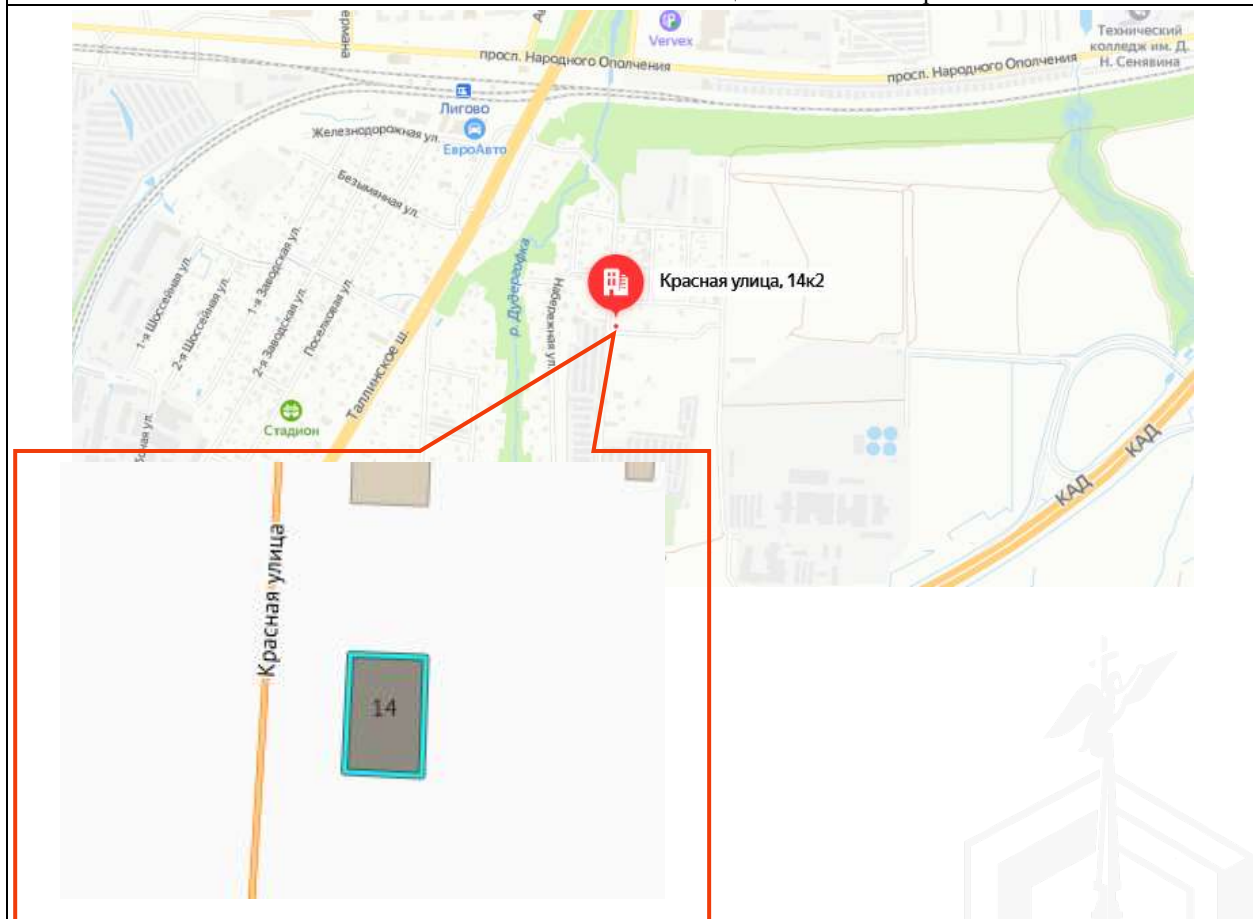 Vervex
Технический
колледж им. Д.
Н. Сенявина
просп. Народного Ополчения
просп. Народного Ополчения
Лигово
Железнодорожная ул.
ЕвроАвто
Безымянная ул.
р. Дудергофка
Набережная ул.
Красная улица, 14к2
1-я Шоссейная ул.
2-я Шоссейная ул.
1-я Заводская ул.
2-я Заводская ул.
Поселковая ул.
Таллинское ш.
Стадион
КАД
КАД
Красная улица
14